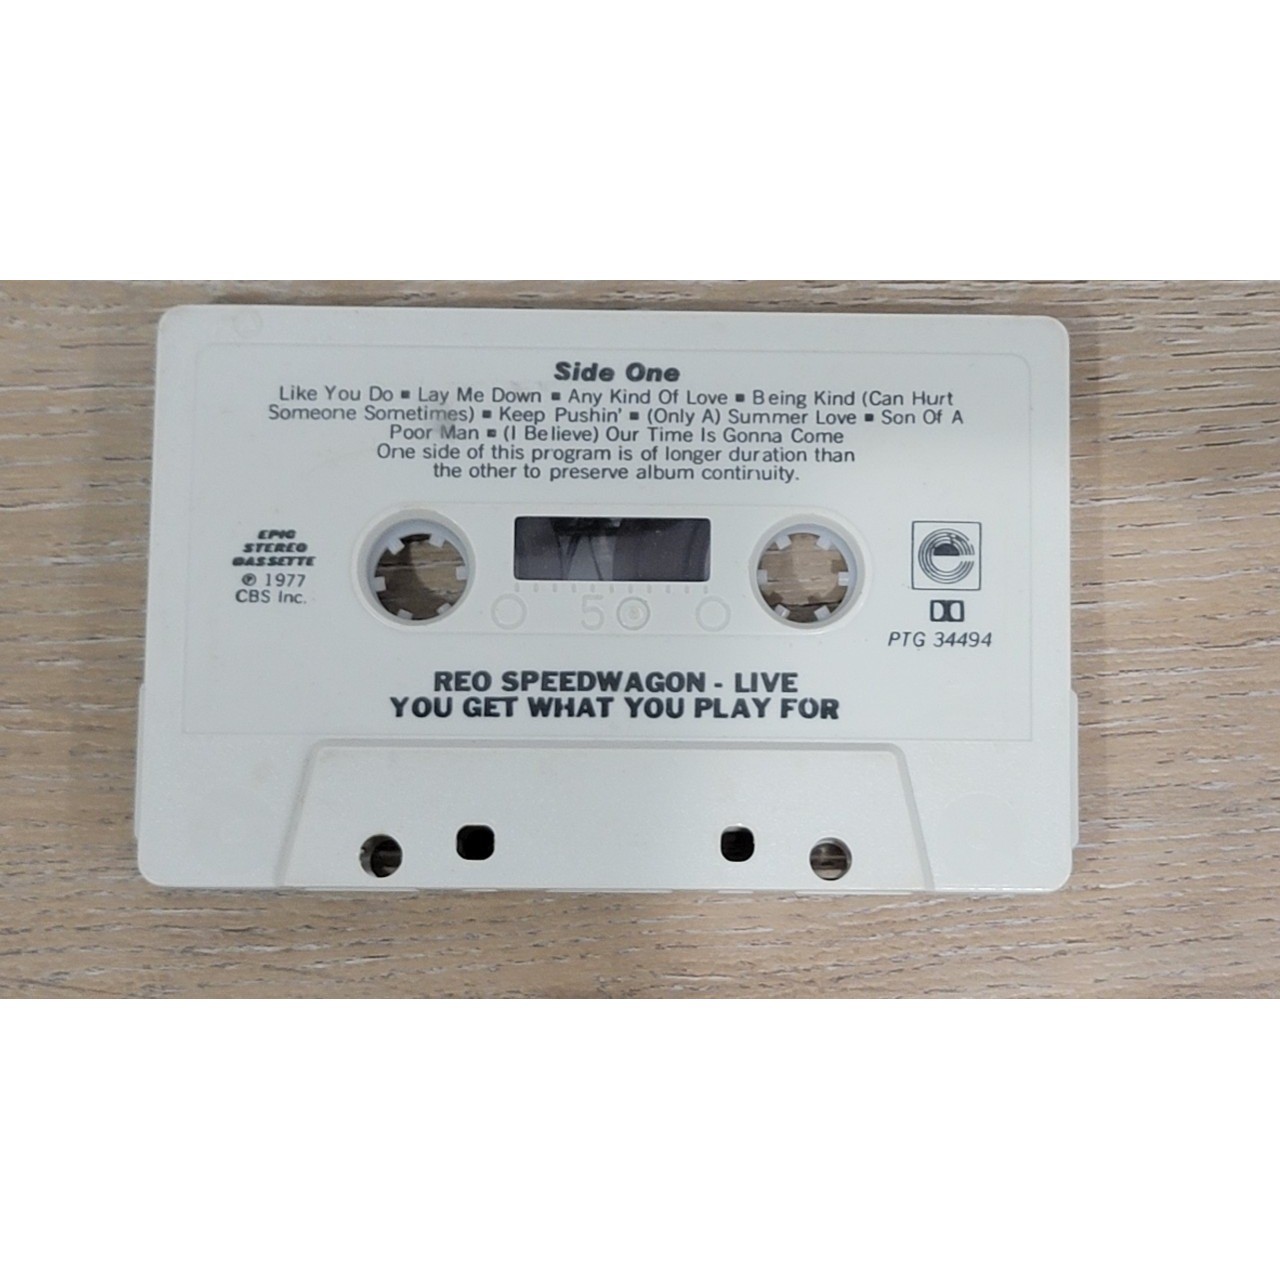 Side One
Like You Do ▪ Lay Me Down ▪ Any Kind Of Love ▪ Being Kind (Can Hurt
Someone Sometimes) ▪ Keep Pushin' ▪ (Only A) Summer Love ▪ Son Of A
Poor Man ▪ (I Believe) Our Time Is Gonna Come
One side of this program is of longer duration than
the other to preserve album continuity.
EPIC
STEREO
CASSETTE
℗ 1977
CBS Inc.
50
PTG 34494
REO SPEEDWAGON - LIVE
YOU GET WHAT YOU PLAY FOR